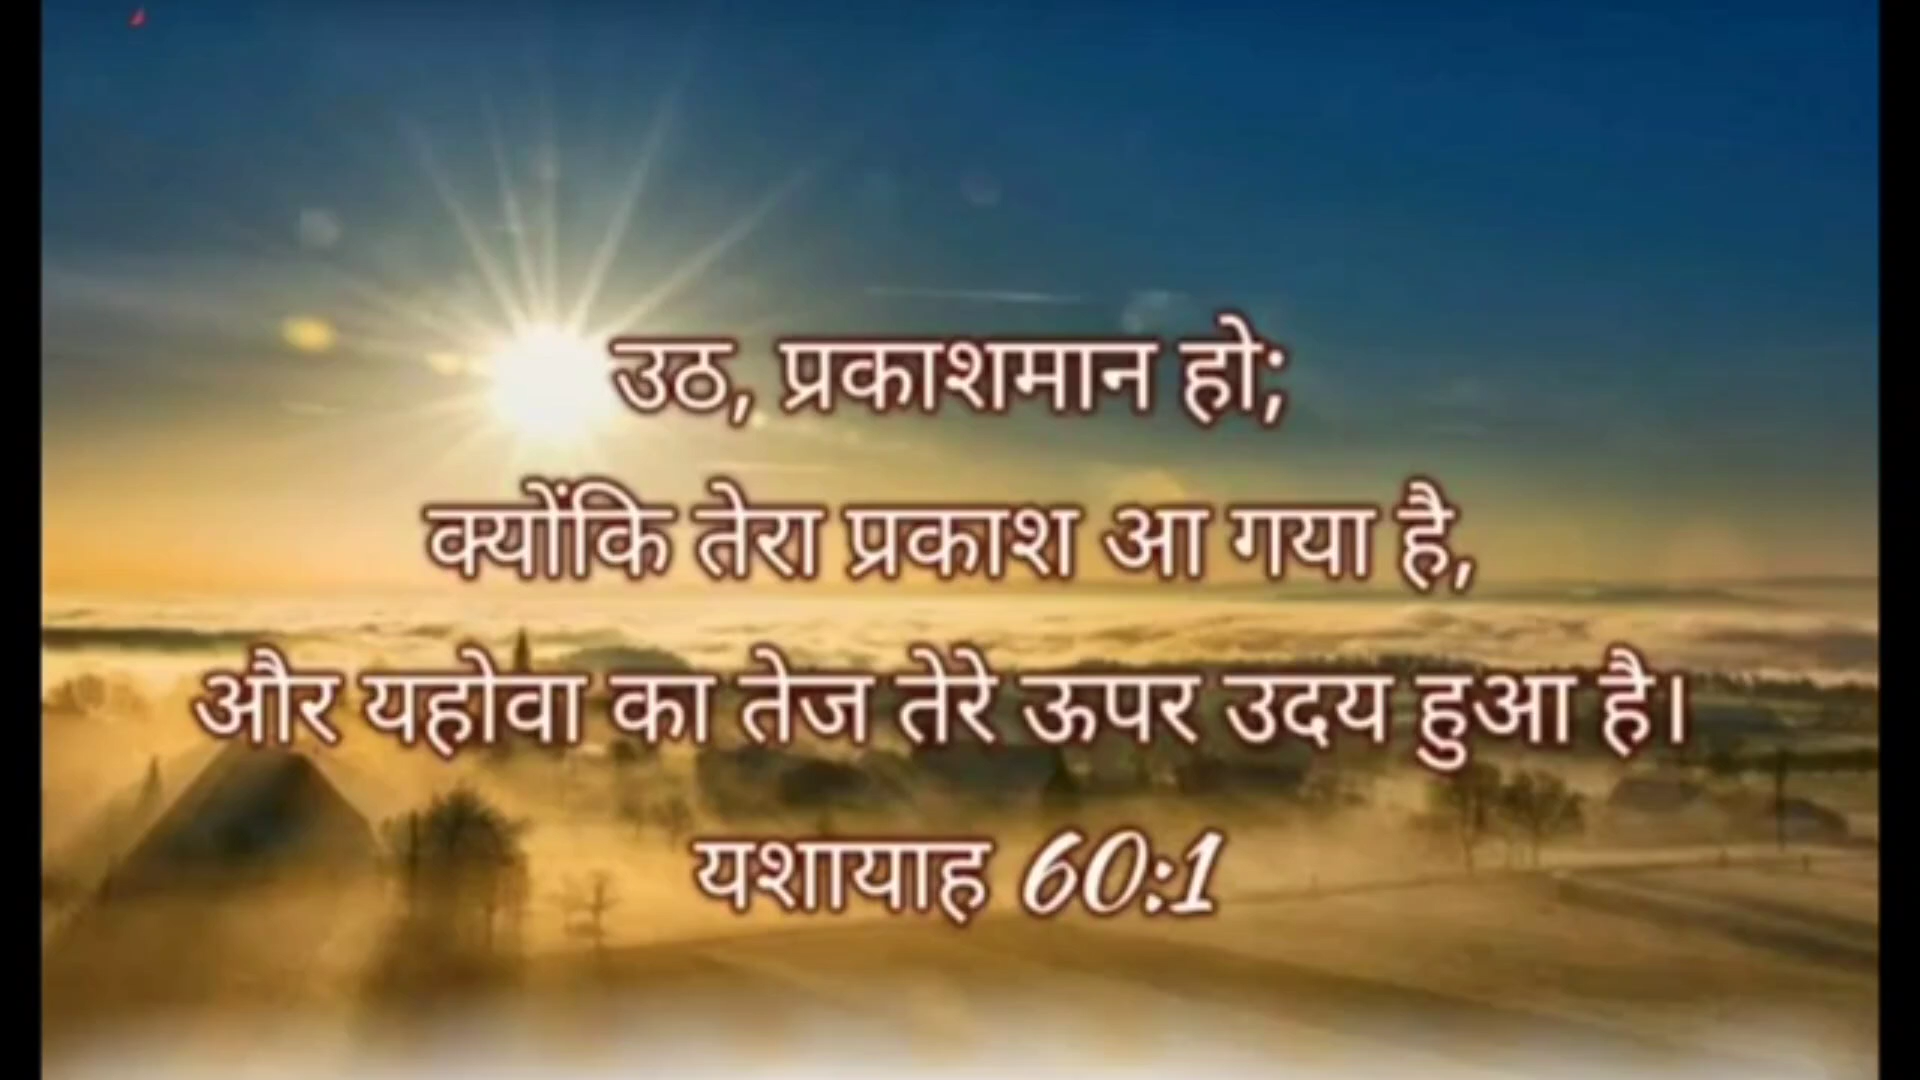 उठ, प्रकाशमान हो;
क्योंकि तेरा प्रकाश आ गया है,
और यहोवा का तेज तेरे ऊपर उदय हुआ है।
यशायाह 60:1